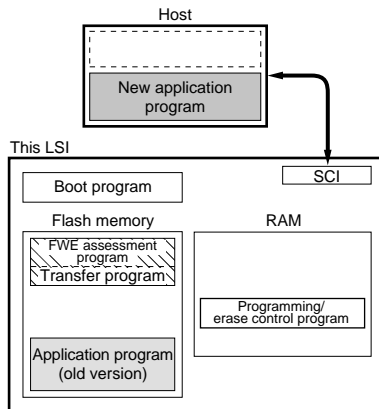 Host
New application
program
This LSI
SCI
Boot program
Flash memory
RAM
FWE assessment
program
Transfer program
Programming/
erase control program
Application program
(old version)